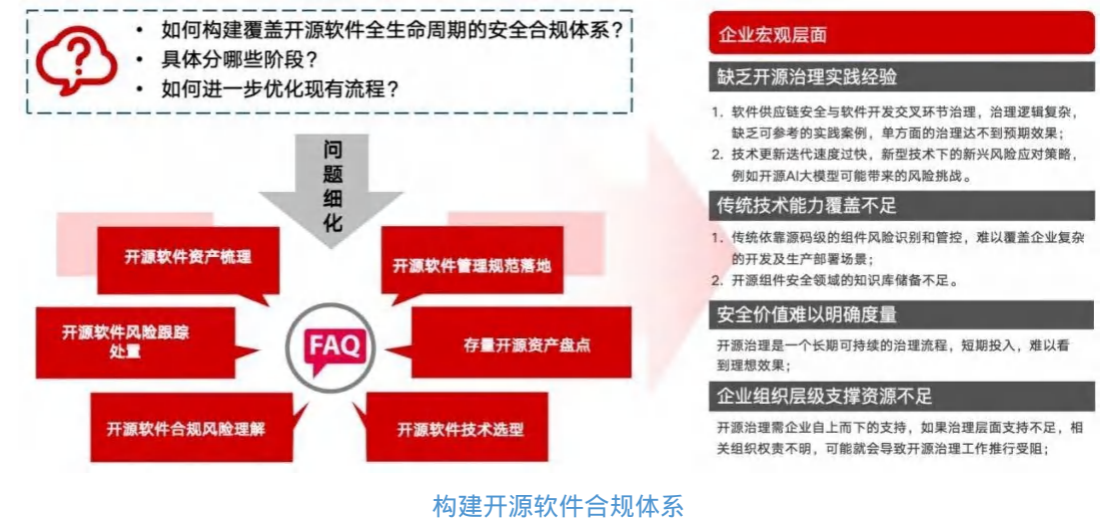 • 如何构建覆盖开源软件全生命周期的安全合规体系？
• 具体分哪些阶段？
• 如何进一步优化现有流程？
问
题
细
化
开源软件资产梳理
开源软件管理规范落地
开源软件风险跟踪
处置
FAQ
存量开源资产盘点
开源软件合规风险理解
开源软件技术选型
企业宏观层面
缺乏开源治理实践经验
1. 软件供应链安全与软件开发交叉环节治理，治理逻辑复杂，
缺乏可参考的实践案例，单方面的治理达不到预期效果；
2. 技术更新迭代速度过快，新型技术下的新兴风险应对策略，
例如开源AI大模型可能带来的风险挑战。
传统技术能力覆盖不足
1. 传统依靠源码级的组件风险识别和管控，难以覆盖企业复杂
的开发及生产部署场景；
2. 开源组件安全领域的知识库储备不足。
安全价值难以明确度量
开源治理是一个长期可持续的治理流程，短期投入，难以看
到理想效果；
企业组织层级支撑资源不足
开源治理需企业自上而下的支持，如果治理层面支持不足，相
关组织权责不明，可能就会导致开源治理工作推行受阻；
构建开源软件合规体系